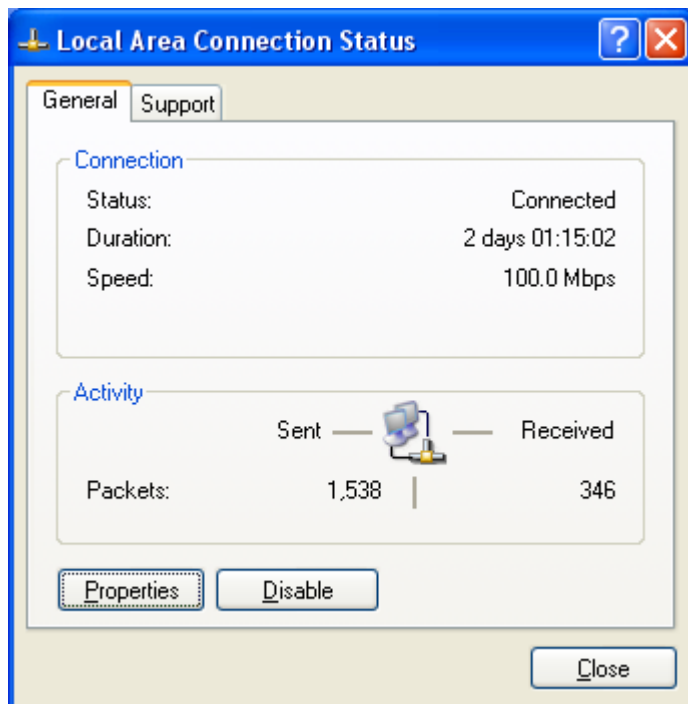 Local Area Connection Status
General Support
Connection
Status: Connected
Duration: 2 days 01:15:02
Speed: 100.0 Mbps
Activity
Sent Received
Packets: 1,538 346
Properties Disable
Close